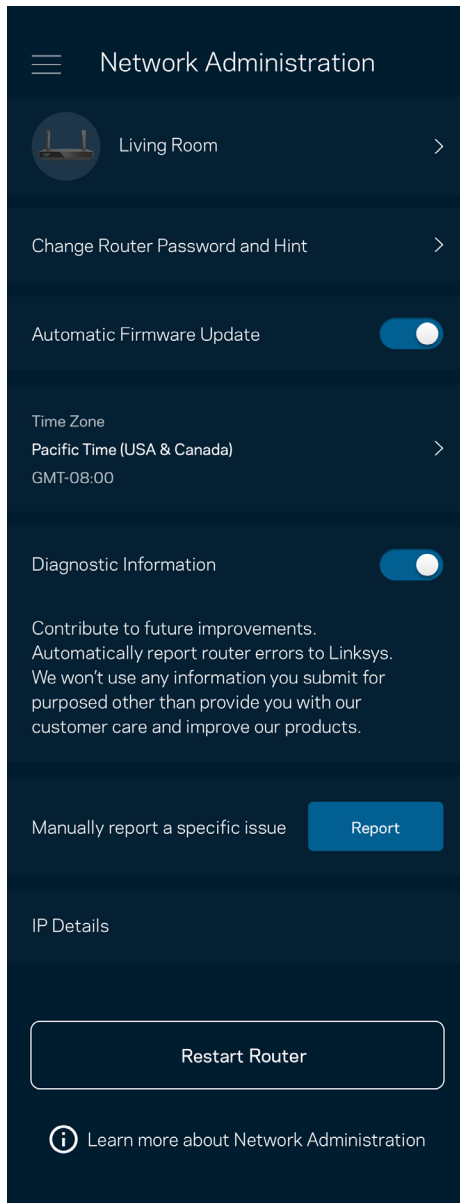 Network Administration
Living Room
Change Router Password and Hint
Automatic Firmware Update
Time Zone
Pacific Time (USA & Canada)
GMT-08:00
Diagnostic Information
Contribute to future improvements.
Automatically report router errors to Linksys.
We won't use any information you submit for
purposed other than provide you with our
customer care and improve our products.
Manually report a specific issue
Report
IP Details
Restart Router
Learn more about Network Administration